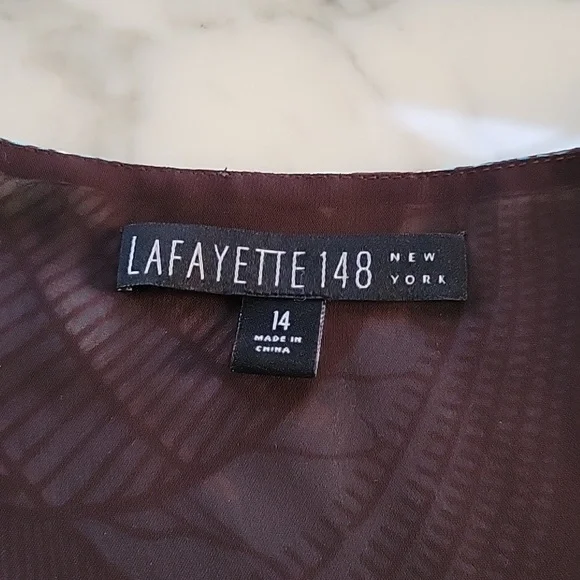 LAFAYETTE 148 NEW YORK
14
MADE IN
CHINA